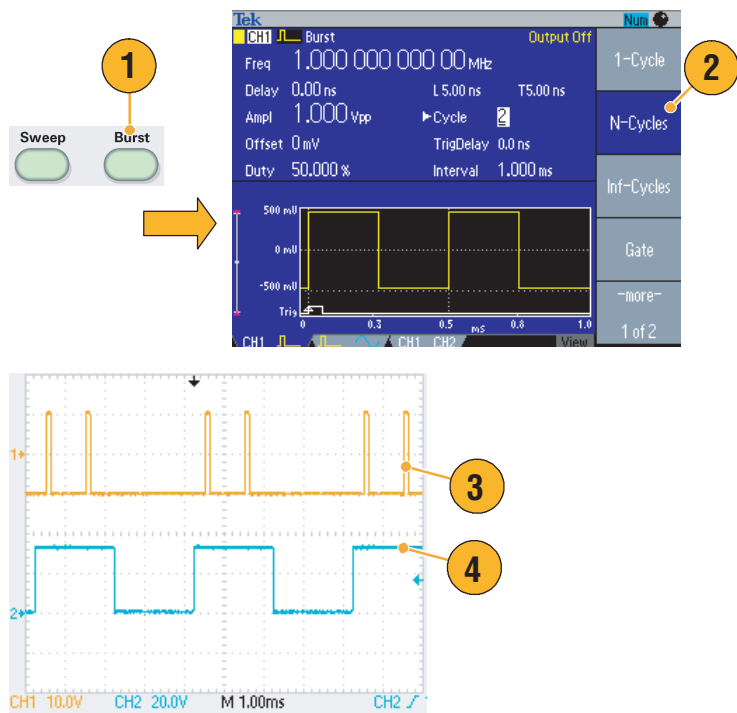 1
Sweep Burst
Tek Num
CH1 Burst Output Off
Freq 1.000 000 000 00 MHz
Delay 0.00 ns L 5.00 ns T5.00 ns
Ampl 1.000 Vpp ►Cycle 2
Offset 0 mV TrigDelay 0.0 ns
Duty 50.000 % Interval 1.000 ms
500 mV
0 mV
-500 mV
Trig
0 0.3 0.5 ms 0.8 1.0
CH1 CH1 CH2 View
1-Cycle
N-Cycles
2
Inf-Cycles
Gate
-more-
1 of 2
1
3
4
2
CH1 10.0V CH2 20.0V M 1.00ms CH2